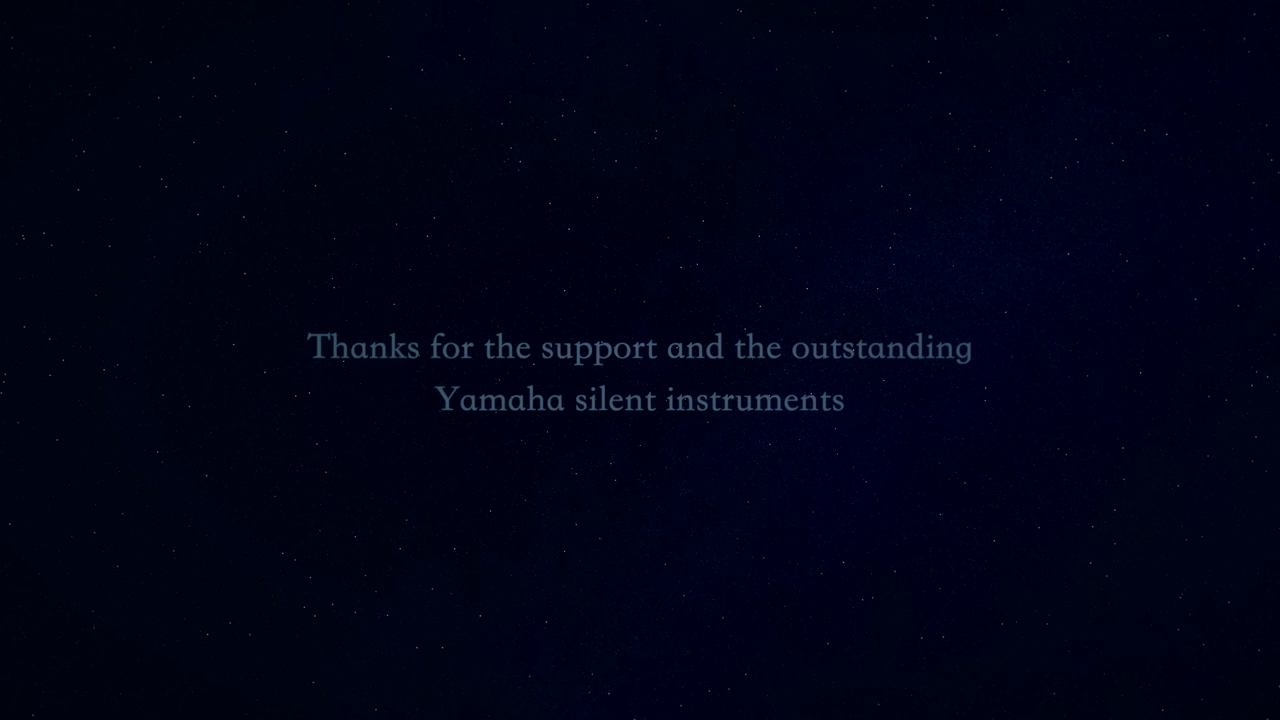 Thanks for the support and the outstanding
Yamaha silent instruments